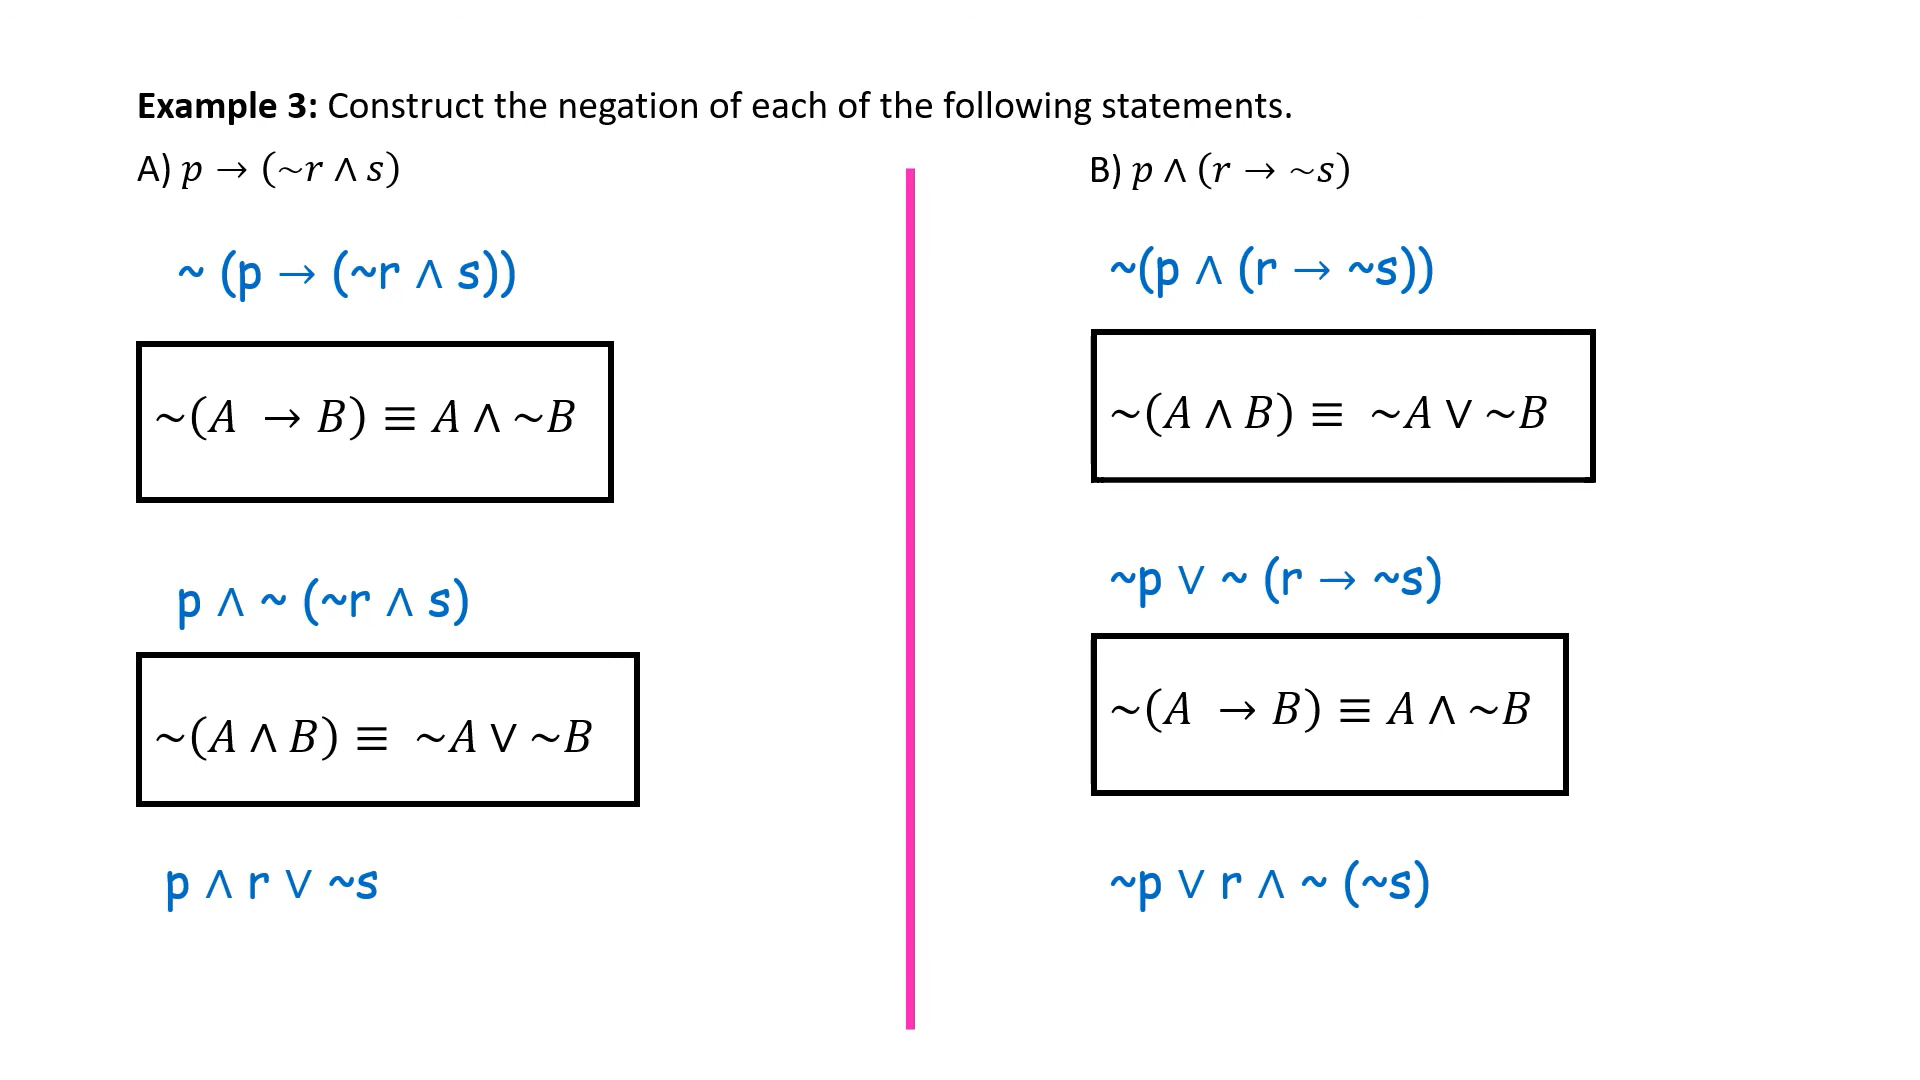 Example 3: Construct the negation of each of the following statements.
A) p → (~r ∧ s)
~ (p → (~r ∧ s))
~(A → B) ≡ A ∧ ~B
p ∧ ~ (~r ∧ s)
~(A ∧ B) ≡ ~A ∨ ~B
p ∧ r ∨ ~s
B) p ∧ (r → ~s)
~(p ∧ (r → ~s))
~(A ∧ B) ≡ ~A ∨ ~B
~p ∨ ~ (r → ~s)
~(A → B) ≡ A ∧ ~B
~p ∨ r ∧ ~ (~s)